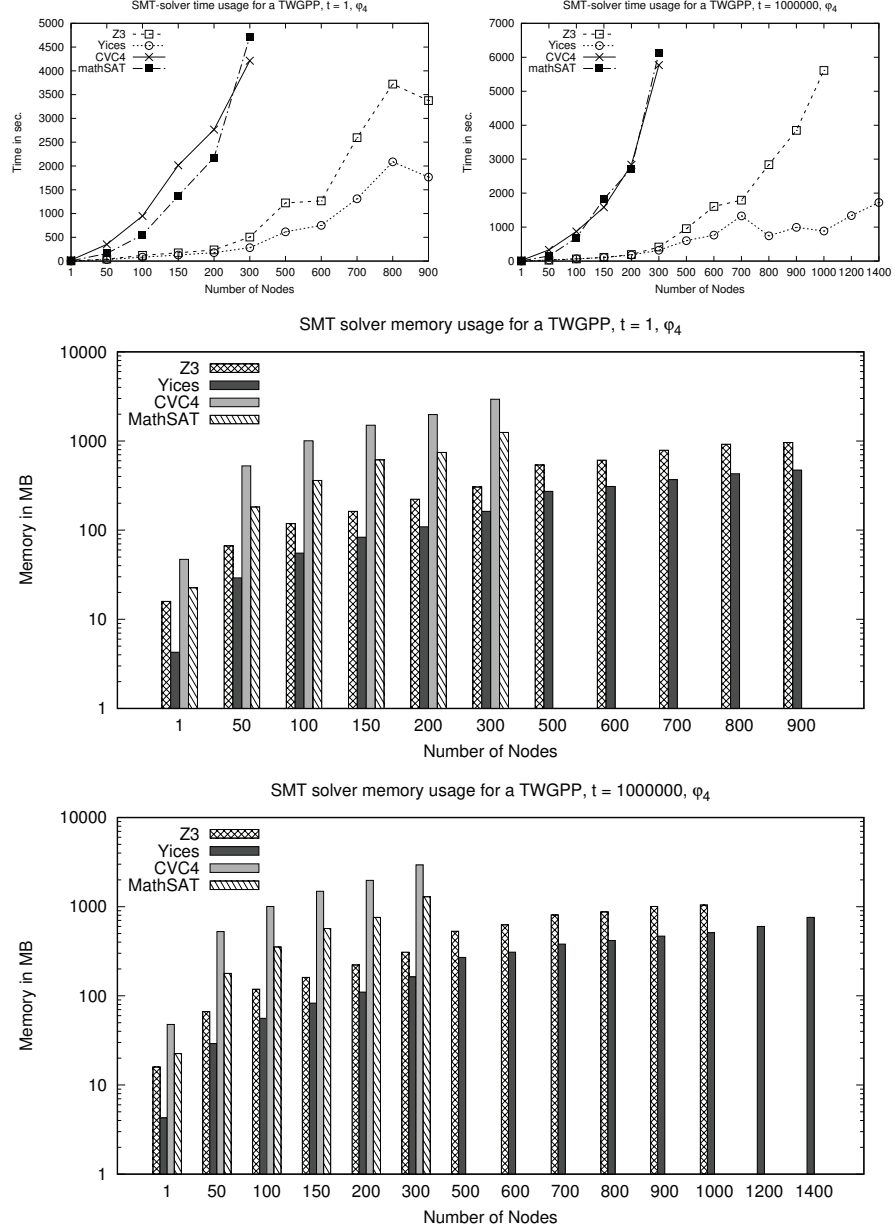 SMT-solver time usage for a TWGPP, t = 1, φ4
5000
4500
4000
3500
3000
2500
2000
1500
1000
500
0
Time in sec.
Z3
Yices
CVC4
mathSAT
1 50 100 150 200 300 500 600 700 800 900
Number of Nodes
SMT-solver time usage for a TWGPP, t = 1000000, φ4
7000
6000
5000
4000
3000
2000
1000
0
Time in sec.
Z3
Yices
CVC4
mathSAT
1 50 100 150 200 300 500 600 700 800 900 1000 1200 1400
Number of Nodes
SMT solver memory usage for a TWGPP, t = 1, φ4
10000
1000
100
10
1
Memory in MB
Z3
Yices
CVC4
MathSAT
1 50 100 150 200 300 500 600 700 800 900
Number of Nodes
SMT solver memory usage for a TWGPP, t = 1000000, φ4
10000
1000
100
10
1
Memory in MB
Z3
Yices
CVC4
MathSAT
1 50 100 150 200 300 500 600 700 800 900 1000 1200 1400
Number of Nodes